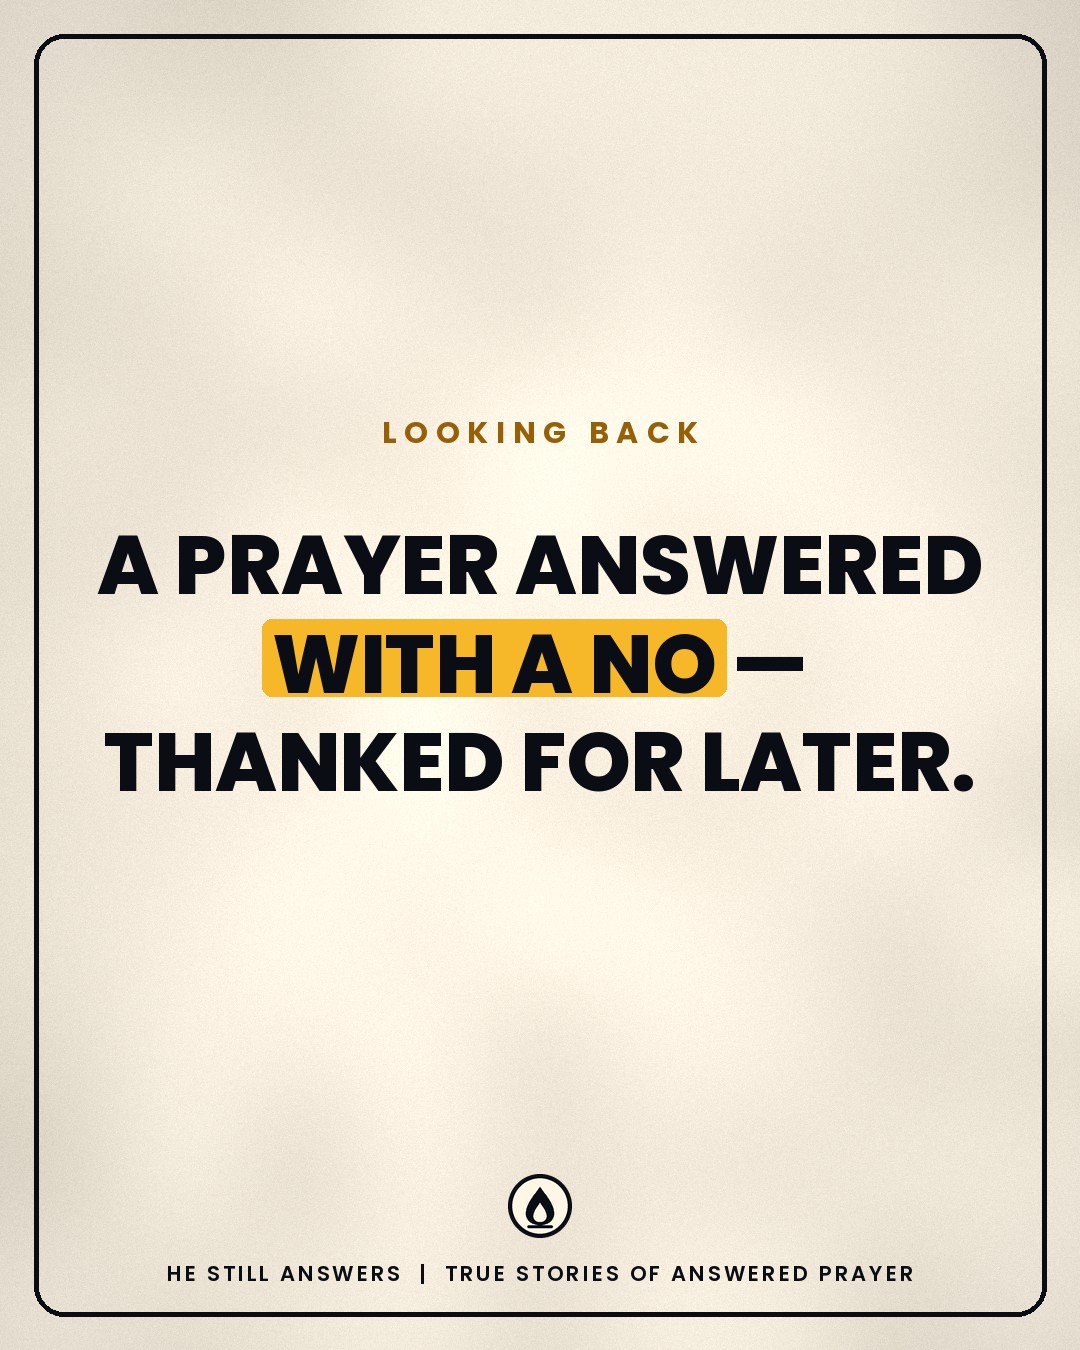 LOOKING BACK
A PRAYER ANSWERED
WITH A NO —
THANKED FOR LATER.
HE STILL ANSWERS | TRUE STORIES OF ANSWERED PRAYER